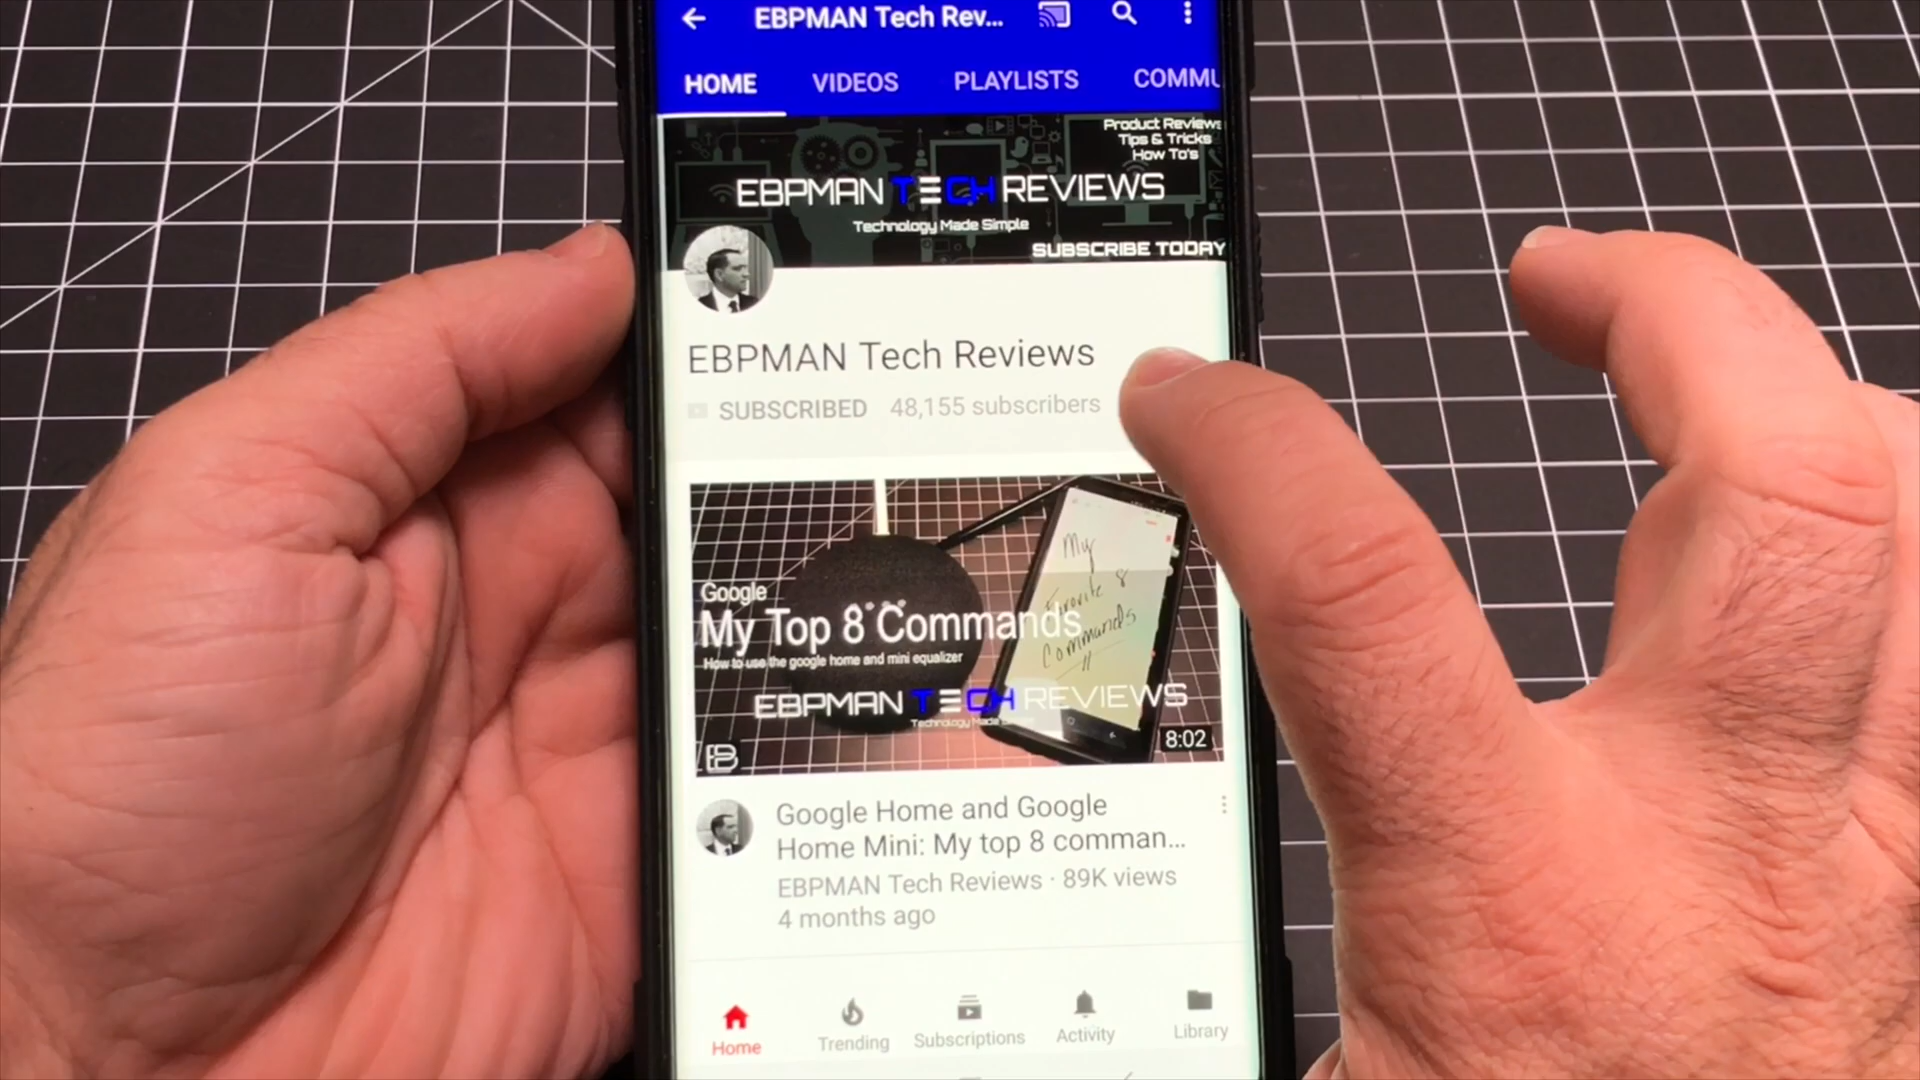 EBPMAN Tech Rev...
HOME VIDEOS PLAYLISTS COMMU
Product Reviews
Tips & Tricks
How To's
EBPMAN TECH REVIEWS
Technology Made Simple
SUBSCRIBE TODAY
EBPMAN Tech Reviews
SUBSCRIBED 48,155 subscribers
My
Favorite 8
Commands
Google
My Top 8 Commands
How to use the google home and mini equalizer
EBPMAN TECH REVIEWS
Technology Made Simple
8:02
Google Home and Google
Home Mini: My top 8 comman...
EBPMAN Tech Reviews · 89K views
4 months ago
Home Trending Subscriptions Activity Library